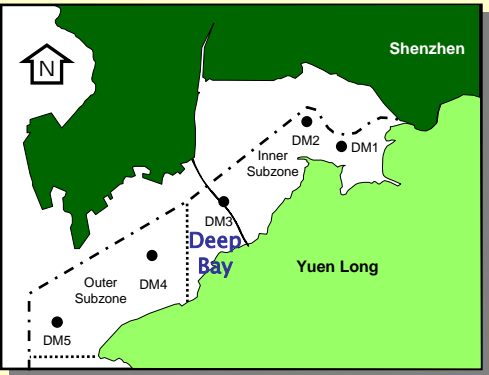 N
Shenzhen
DM2
DM1
Inner
Subzone
DM3
Deep
Bay
Yuen Long
DM4
Outer
Subzone
DM5